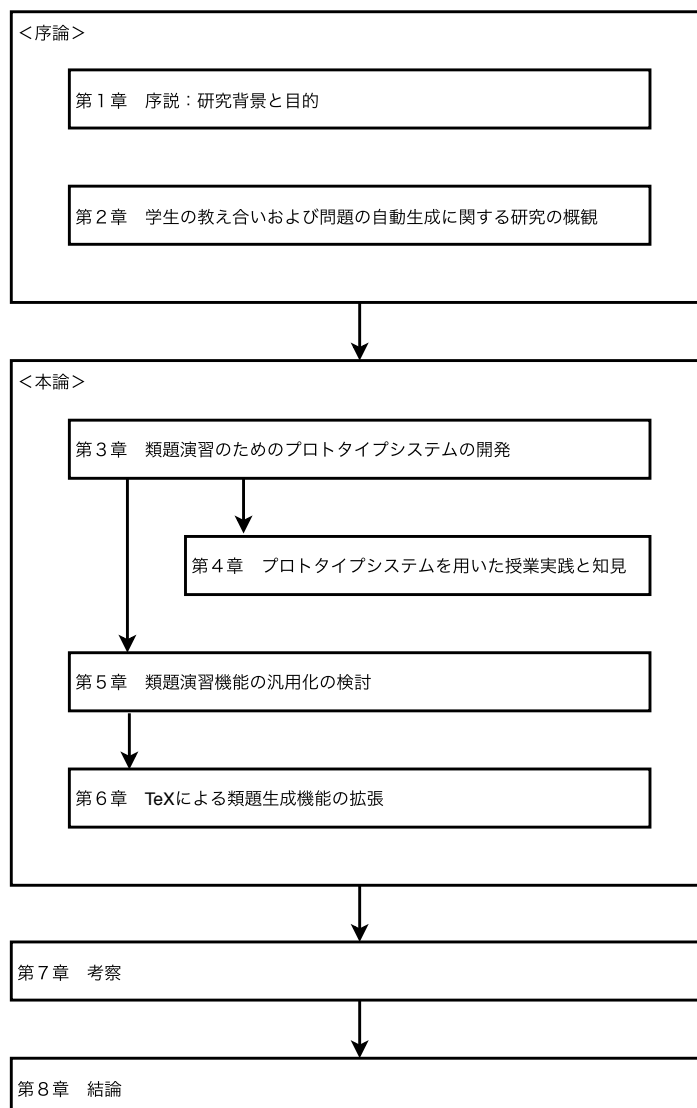 ＜序論＞
第１章　序説：研究背景と目的
第２章　学生の教え合いおよび問題の自動生成に関する研究の概観
＜本論＞
第３章　類題演習のためのプロトタイプシステムの開発
第４章　プロトタイプシステムを用いた授業実践と知見
第５章　類題演習機能の汎用化の検討
第６章　TeXによる類題生成機能の拡張
第７章　考察
第８章　結論